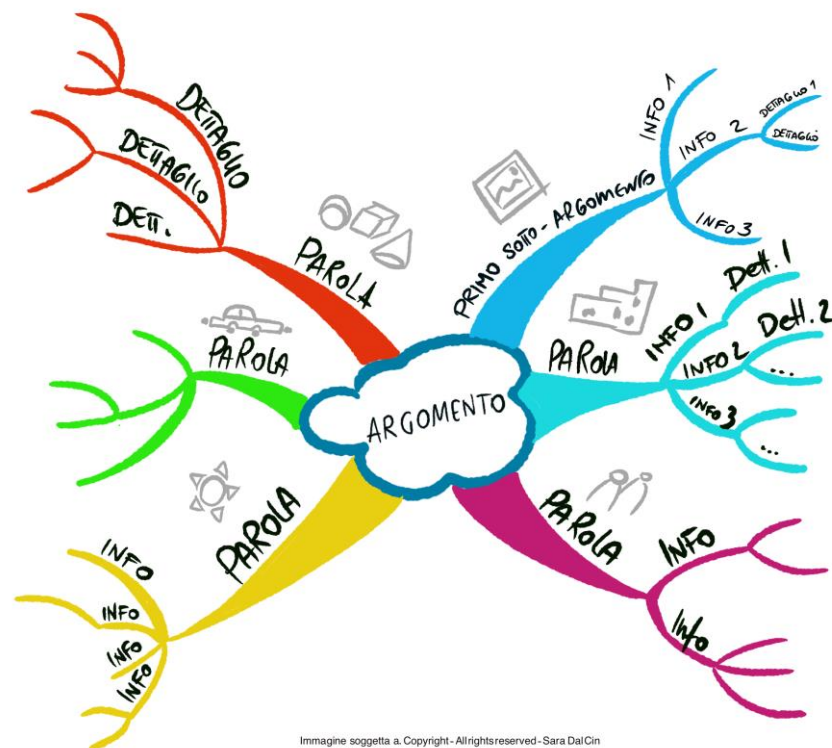 DETTAGLIO
DETTAGLIO
DETT.
PAROLA
PRIMO SOTTO-ARGOMENTO
INFO 1
INFO 2
DETTAGLIO 1
DETTAGLIO
INFO 3
PAROLA
PAROLA
INFO 1
Dett. 1
INFO 2
Dett. 2
...
INFO 3
...
ARGOMENTO
PAROLA
INFO
INFO
INFO
INFO
PAROLA
INFO
Info
Immagine soggetta a. Copyright - All rights reserved - Sara Dal Cin